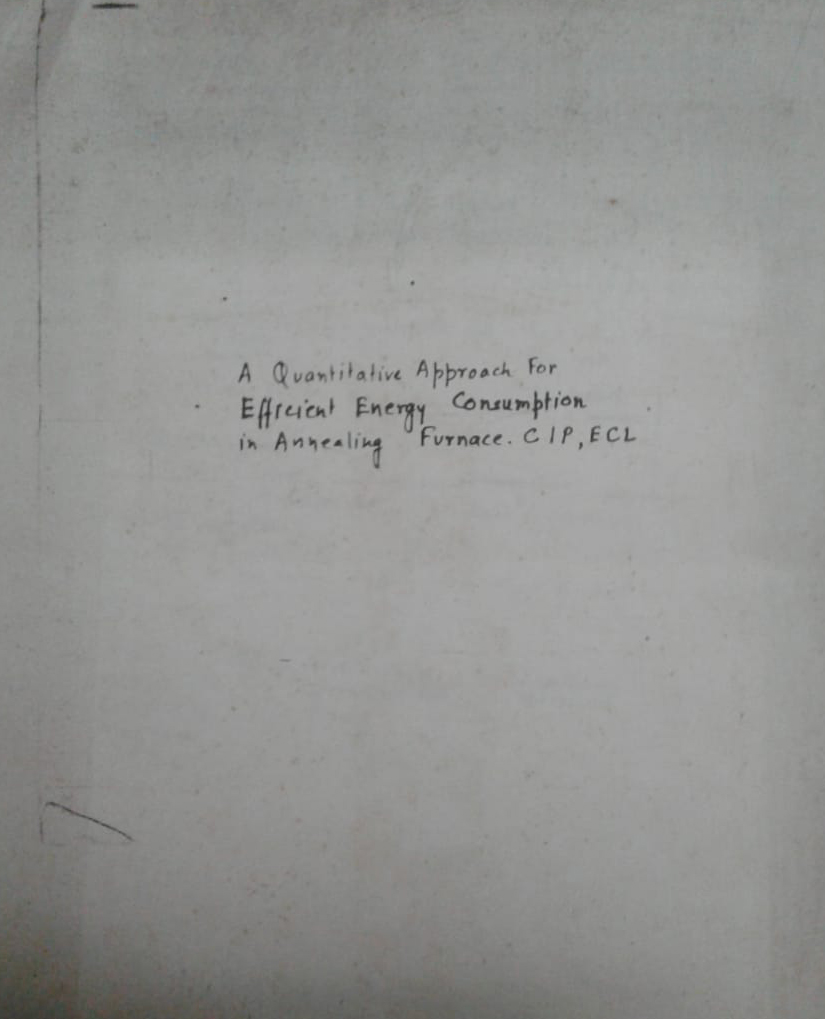 A Quantitative Approach For
Efficient Energy Consumption
in Annealing Furnace. CIP, ECL